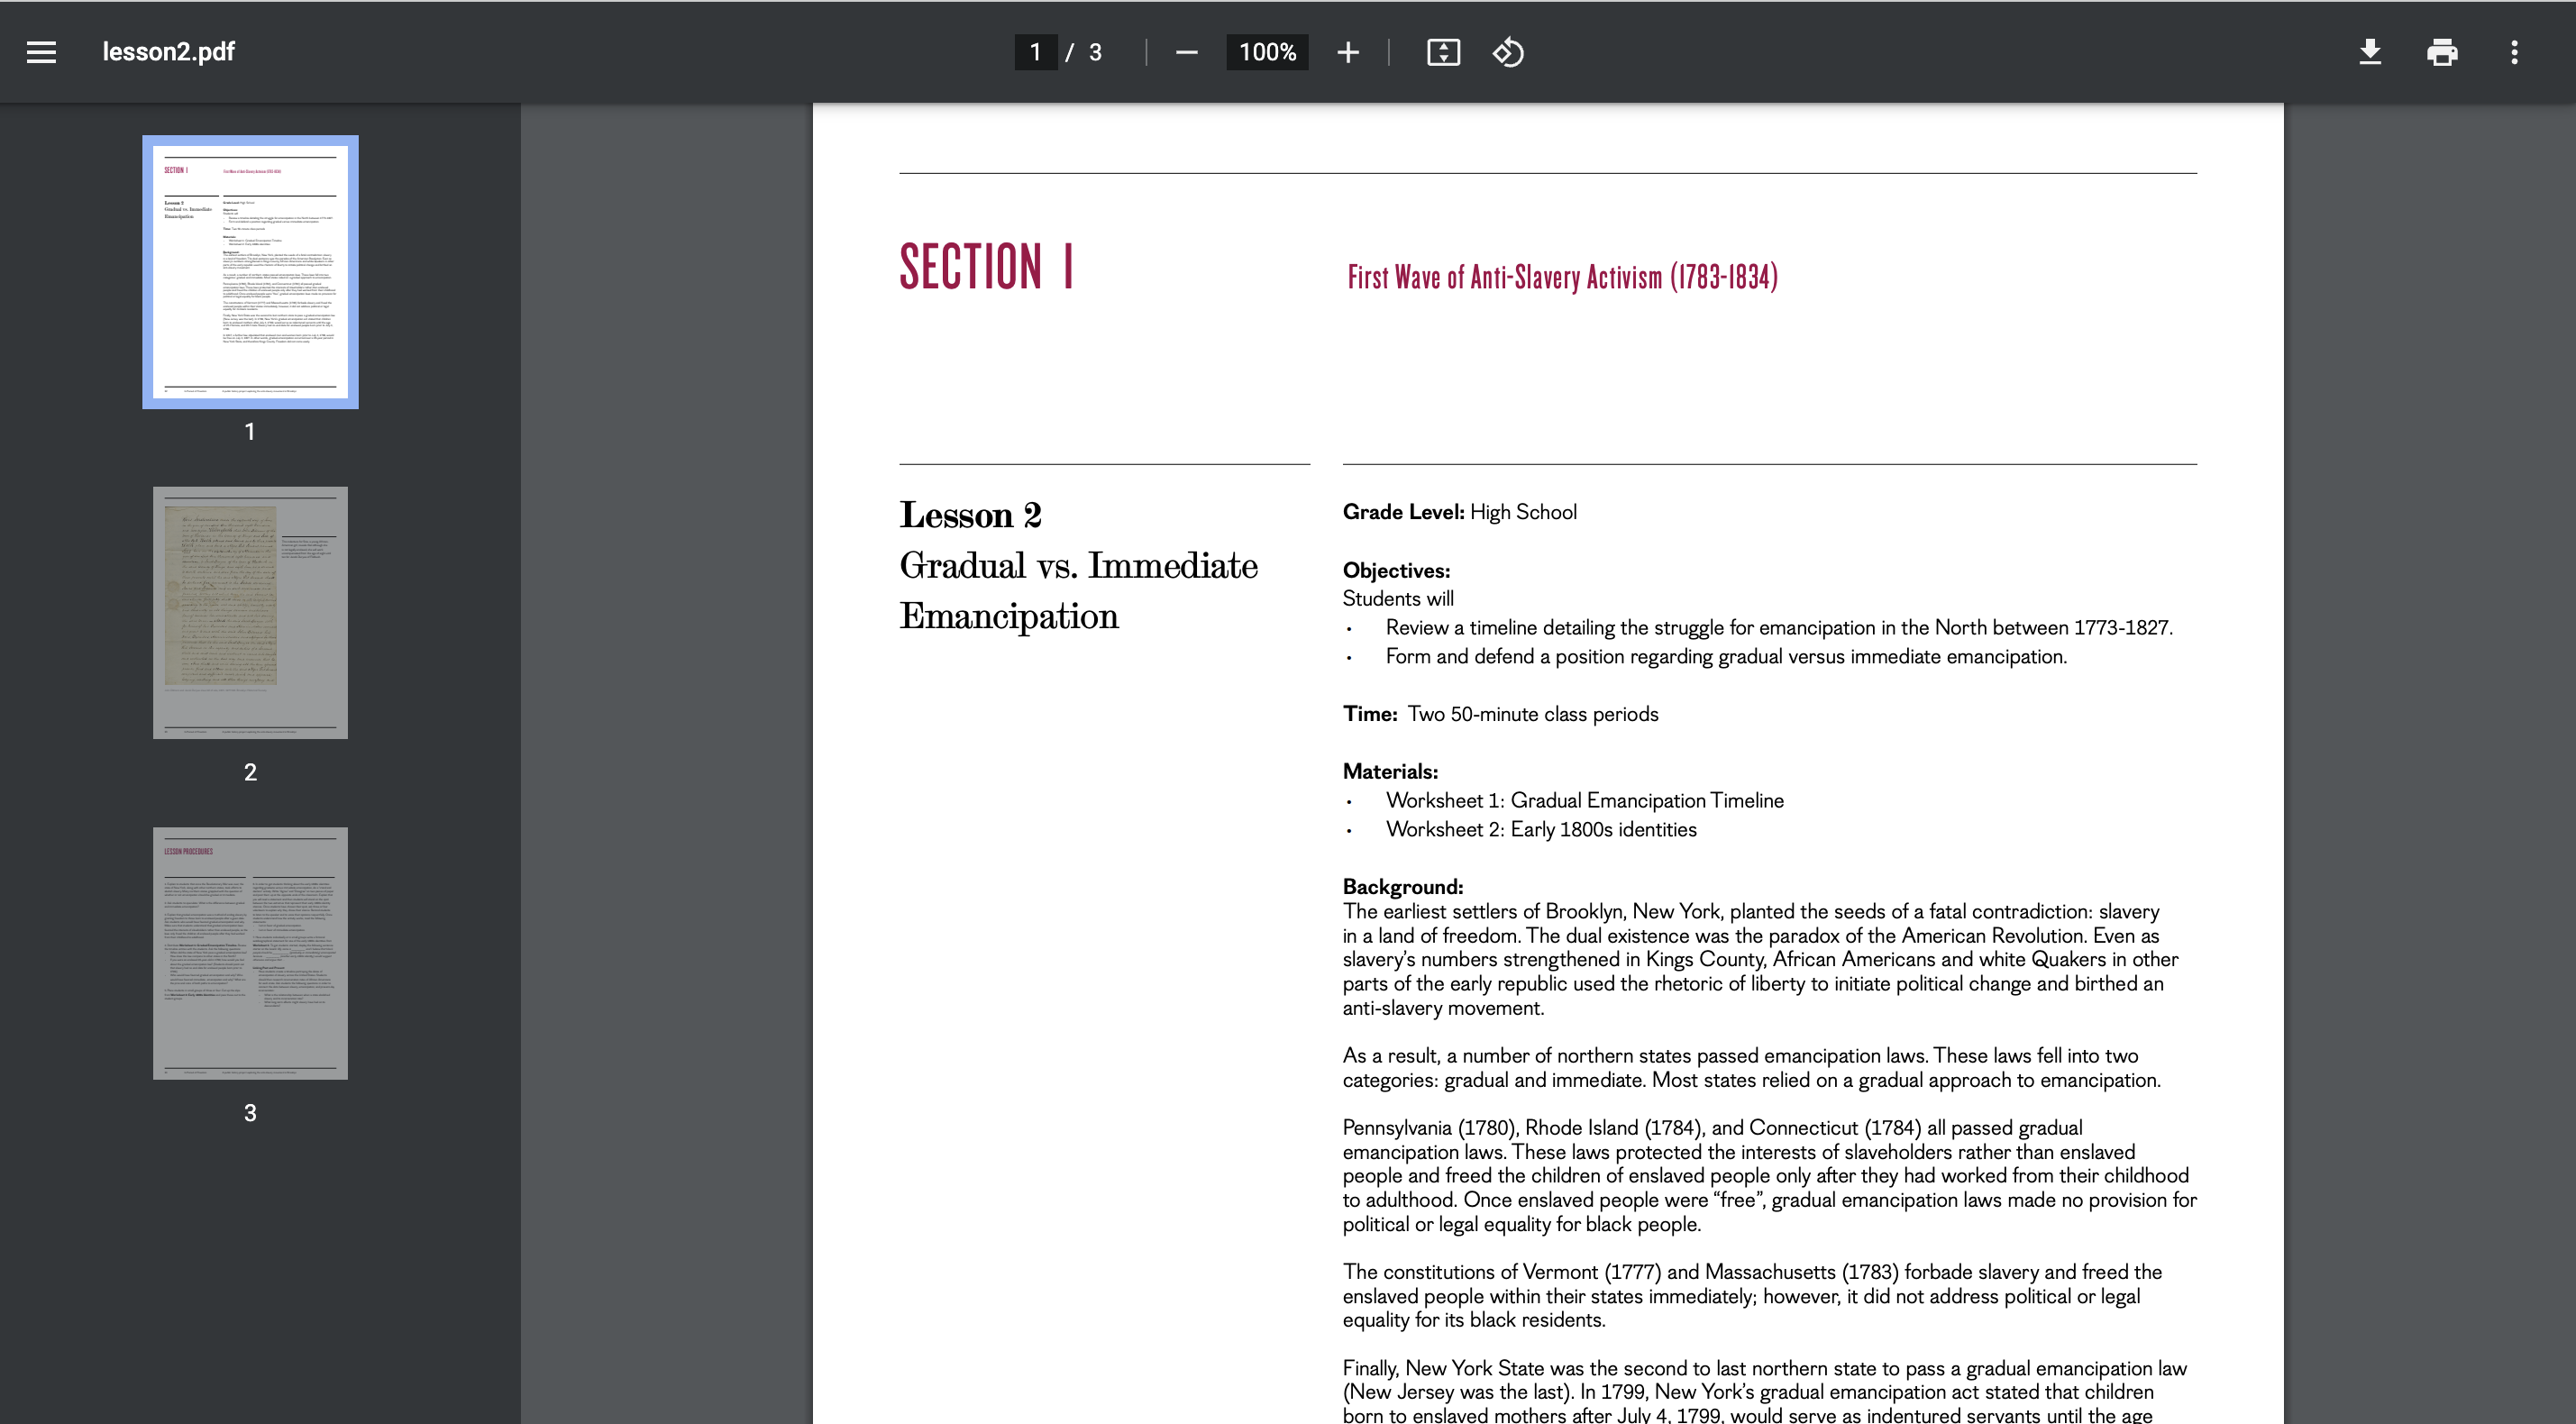 lesson2.pdf
1 / 3
100%
SECTION 1
1
2
LESSON PROCEDURES
3
SECTION 1
First Wave of Anti-Slavery Activism (1783-1834)
Lesson 2
Gradual vs. Immediate
Emancipation
Grade Level: High School
Objectives:
Students will
• Review a timeline detailing the struggle for emancipation in the North between 1773-1827.
• Form and defend a position regarding gradual versus immediate emancipation.
Time: Two 50-minute class periods
Materials:
• Worksheet 1: Gradual Emancipation Timeline
• Worksheet 2: Early 1800s identities
Background:
The earliest settlers of Brooklyn, New York, planted the seeds of a fatal contradiction: slavery
in a land of freedom. The dual existence was the paradox of the American Revolution. Even as
slavery’s numbers strengthened in Kings County, African Americans and white Quakers in other
parts of the early republic used the rhetoric of liberty to initiate political change and birthed an
anti-slavery movement.
As a result, a number of northern states passed emancipation laws. These laws fell into two
categories: gradual and immediate. Most states relied on a gradual approach to emancipation.
Pennsylvania (1780), Rhode Island (1784), and Connecticut (1784) all passed gradual
emancipation laws. These laws protected the interests of slaveholders rather than enslaved
people and freed the children of enslaved people only after they had worked from their childhood
to adulthood. Once enslaved people were “free”, gradual emancipation laws made no provision for
political or legal equality for black people.
The constitutions of Vermont (1777) and Massachusetts (1783) forbade slavery and freed the
enslaved people within their states immediately; however, it did not address political or legal
equality for its black residents.
Finally, New York State was the second to last northern state to pass a gradual emancipation law
(New Jersey was the last). In 1799, New York’s gradual emancipation act stated that children
born to enslaved mothers after July 4, 1799, would serve as indentured servants until the age